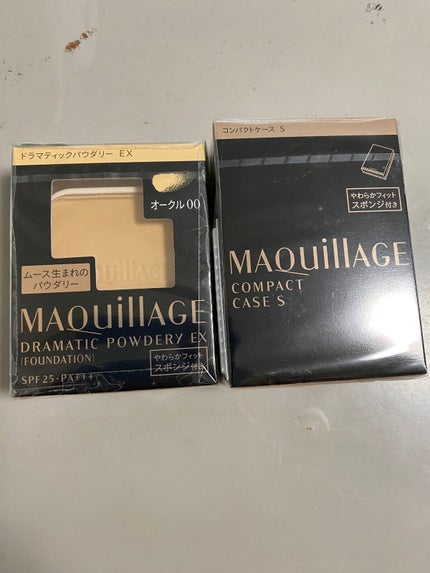 ドラマティックパウダリー EX
オークル00
ムース生まれの
パウダリー
MAQuillAGE
DRAMATIC POWDERY EX
(FOUNDATION)
やわらかフィット
スポンジ付き
SPF25・PA+++
コンパクトケース S
やわらかフィット
スポンジ付き
MAQuillAGE
COMPACT
CASE S